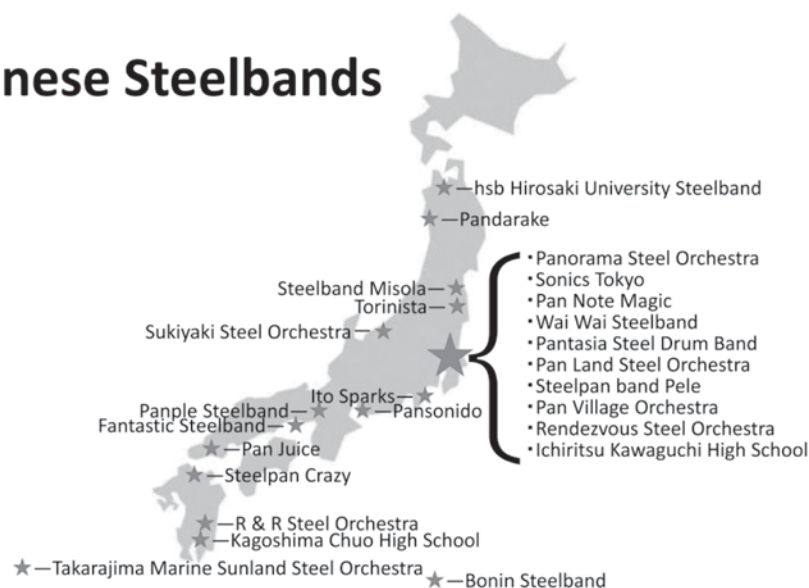 nese Steelbands
hsb Hirosaki University Steelband
Pandarake
Steelband Misola
Torinista
Sukiyaki Steel Orchestra
・Panorama Steel Orchestra
・Sonics Tokyo
・Pan Note Magic
・Wai Wai Steelband
・Pantasia Steel Drum Band
・Pan Land Steel Orchestra
・Steelpan band Pele
・Pan Village Orchestra
・Rendezvous Steel Orchestra
・Ichiritsu Kawaguchi High School
Ito Sparks
Panple Steelband
Pansonido
Fantastic Steelband
Pan Juice
Steelpan Crazy
R & R Steel Orchestra
Kagoshima Chuo High School
Takarajima Marine Sunland Steel Orchestra
Bonin Steelband